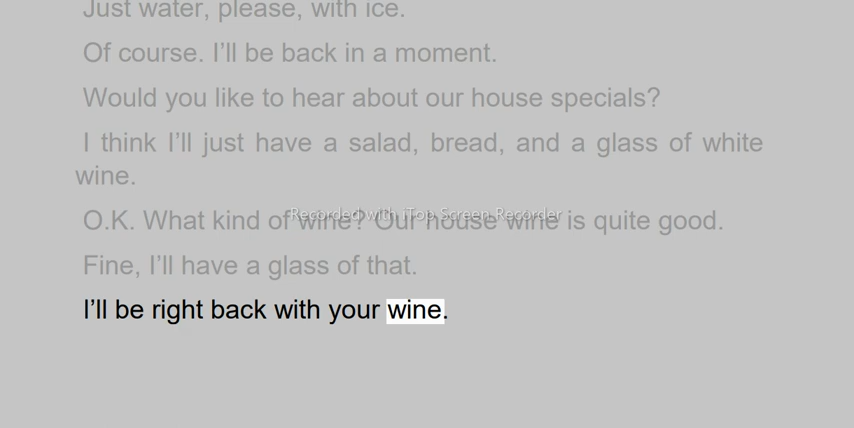 Just water, please, with ice.
Of course. I’ll be back in a moment.
Would you like to hear about our house specials?
I think I’ll just have a salad, bread, and a glass of white
wine.
Recorded with iTop Screen Recorder
O.K. What kind of wine? Our house wine is quite good.
Fine, I’ll have a glass of that.
I’ll be right back with your wine.